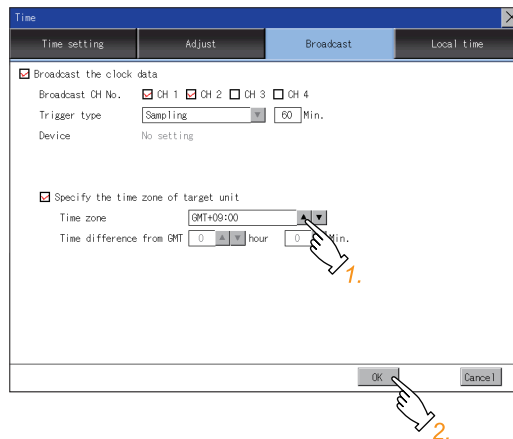 Time
Time setting Adjust Broadcast Local time
Broadcast the clock data
Broadcast CH No. CH 1 CH 2 CH 3 CH 4
Trigger type Sampling 60 Min.
Device No setting
Specify the time zone of target unit
Time zone GMT+09:00
Time difference from GMT 0 hour 0 Min.
1.
OK Cancel
2.